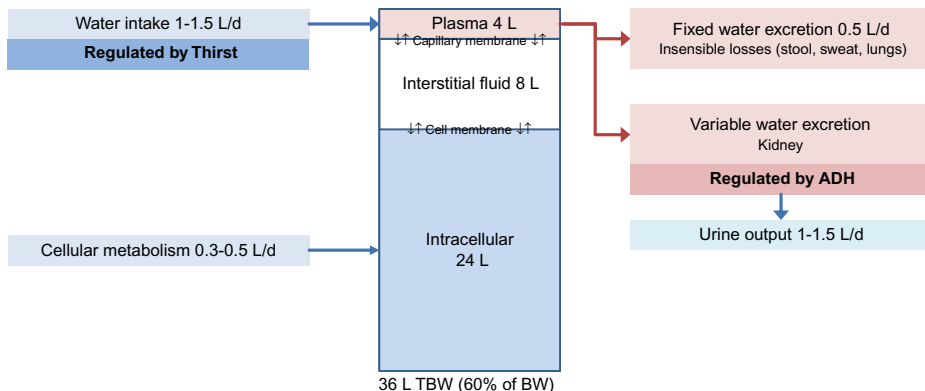 Water intake 1-1.5 L/d
Regulated by Thirst
Plasma 4 L
↓↑ Capillary membrane ↓↑
Interstitial fluid 8 L
↓↑ Cell membrane ↓↑
Intracellular
24 L
Cellular metabolism 0.3-0.5 L/d
36 L TBW (60% of BW)
Fixed water excretion 0.5 L/d
Insensible losses (stool, sweat, lungs)
Variable water excretion
Kidney
Regulated by ADH
Urine output 1-1.5 L/d